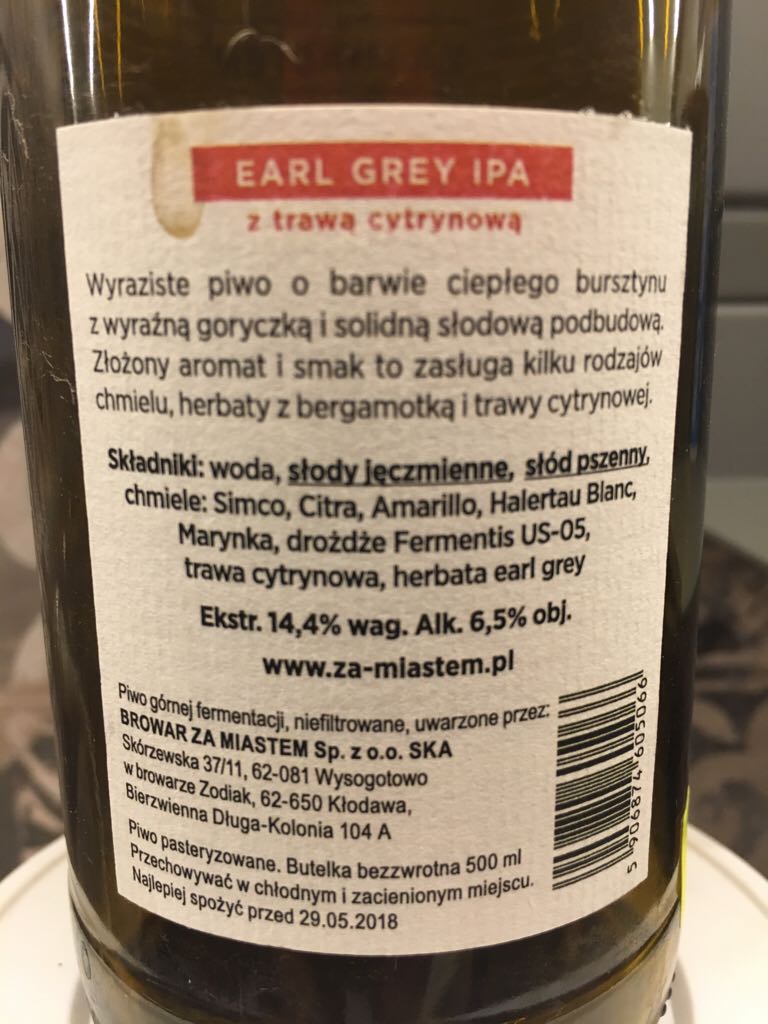 EARL GREY IPA
z trawą cytrynową
Wyraziste piwo o barwie ciepłego bursztynu
z wyraźną goryczką i solidną słodową podbudową.
Złożony aromat i smak to zasługa kilku rodzajów
chmielu, herbaty z bergamotką i trawy cytrynowej.
Składniki: woda, słody jęczmienne, słód pszenny,
chmiele: Simco, Citra, Amarillo, Halertau Blanc,
Marynka, drożdże Fermentis US-05,
trawa cytrynowa, herbata earl grey
Ekstr. 14,4% wag. Alk. 6,5% obj.
www.za-miastem.pl
Piwo górnej fermentacji, niefiltrowane, uwarzone przez:
BROWAR ZA MIASTEM Sp. z o.o. SKA
Skórzewska 37/11, 62-081 Wysogotowo
w browarze Zodiak, 62-650 Kłodawa,
Bierzwienna Długa-Kolonia 104 A
Piwo pasteryzowane. Butelka bezzwrotna 500 ml
Przechowywać w chłodnym i zacienionym miejscu.
Najlepiej spożyć przed 29.05.2018
5 906874 605066